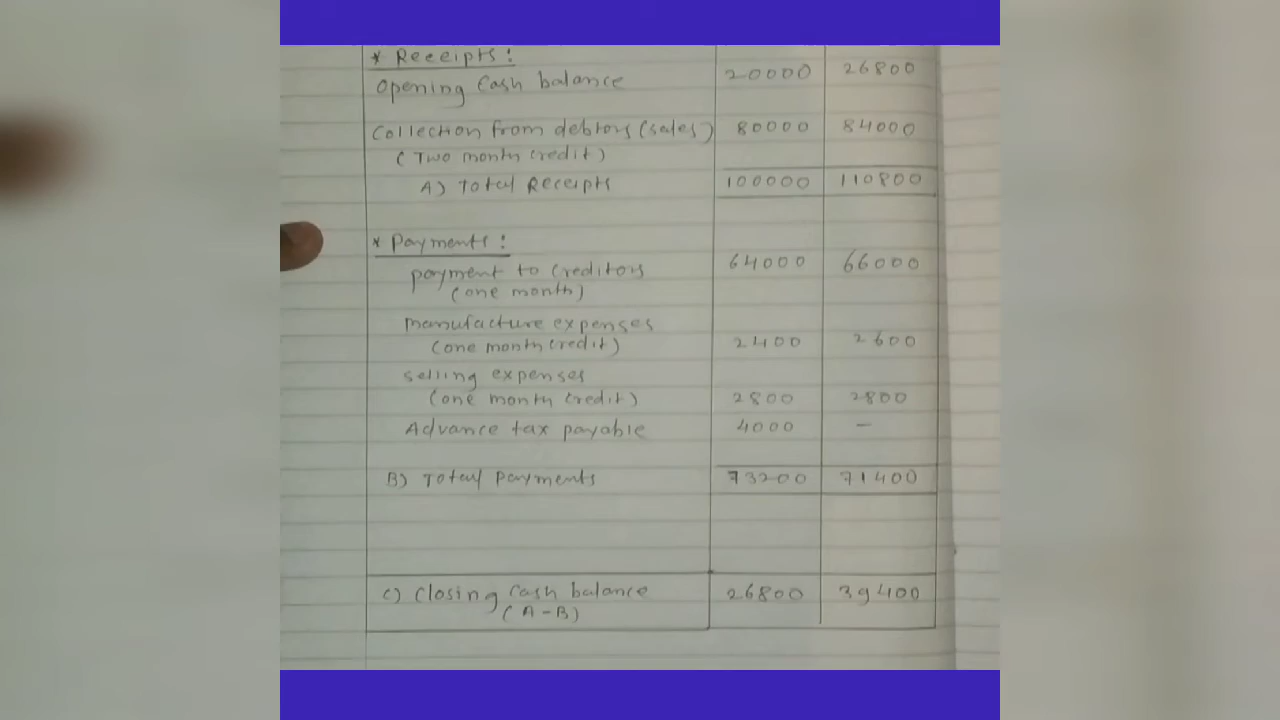 * Receipts:
Opening Cash balance 20000 26800
Collection from debtors (sales) 80000 84000
(Two month credit)
A) Total Receipts 100000 110800
* Payments:
payment to creditors 64000 66000
(one month)
manufacture expenses
(one month credit) 2400 2600
selling expenses
(one month credit) 2800 2800
Advance tax payable 4000 —
B) Total payments 73200 71400
C) Closing Cash balance 26800 39400
(A-B)